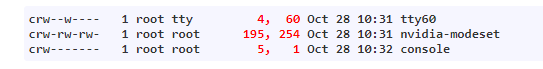 crw--w---- 1 root tty 4, 60 Oct 28 10:31 tty60
crw-rw-rw- 1 root root 195, 254 Oct 28 10:31 nvidia-modeset
crw------- 1 root root 5, 1 Oct 28 10:32 console